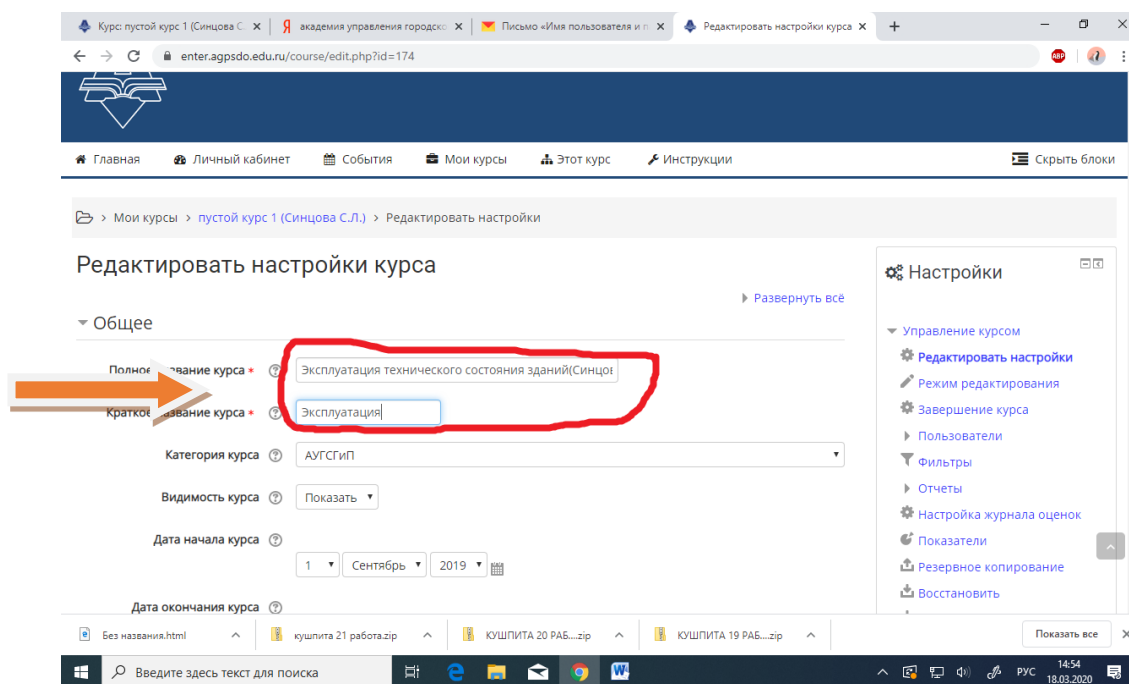 Курс: пустой курс 1 (Синцова С.
академия управления городско
Письмо «Имя пользователя и п
Редактировать настройки курса
enter.agpsdo.edu.ru/course/edit.php?id=174
ABP
Главная Личный кабинет События Мои курсы Этот курс Инструкции Скрыть блоки
Мои курсы > пустой курс 1 (Синцова С.Л.) > Редактировать настройки
Редактировать настройки курса
Развернуть всё
Общее
Полное название курса *
Эксплуатация технического состояния зданий(Синцов
Краткое название курса *
Эксплуатация
Категория курса
АУГСГиП
Видимость курса
Показать
Дата начала курса
1 Сентябрь 2019
Дата окончания курса
Настройки
Управление курсом
Редактировать настройки
Режим редактирования
Завершение курса
Пользователи
Фильтры
Отчеты
Настройка журнала оценок
Показатели
Резервное копирование
Восстановить
Без названия.html
кушпита 21 работа.zip
КУШПИТА 20 РАБ....zip
КУШПИТА 19 РАБ....zip
Показать все
Введите здесь текст для поиска
РУС
14:54
18.03.2020